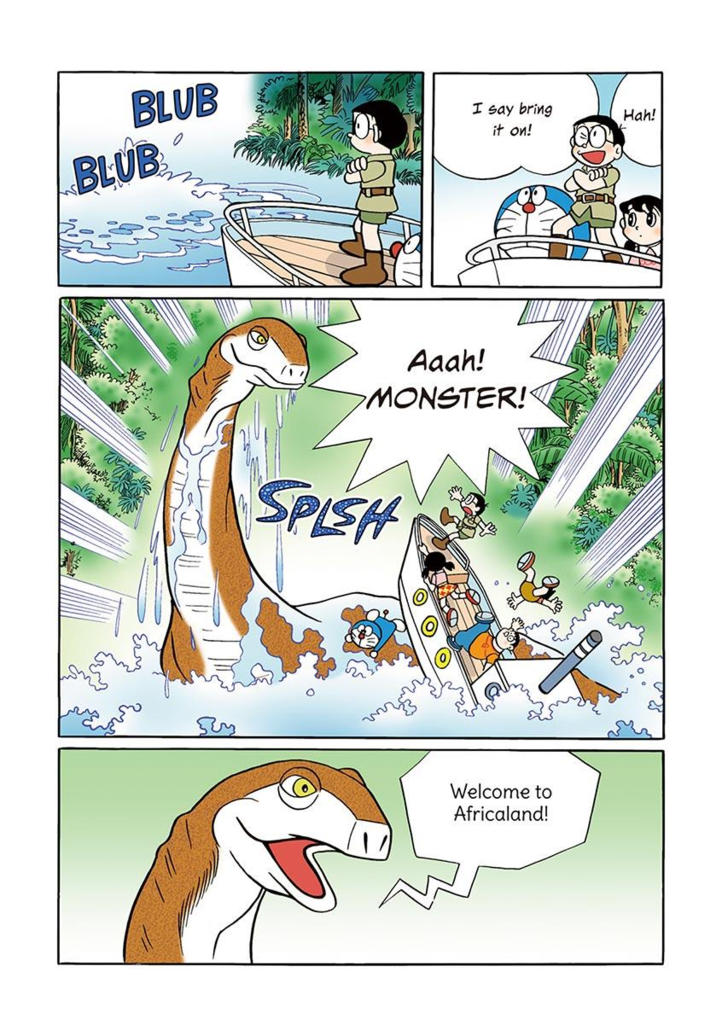 BLUB
BLUB
I say bring
it on!
Hah!
Aaah!
MONSTER!
SPLSH
Welcome to
Africaland!